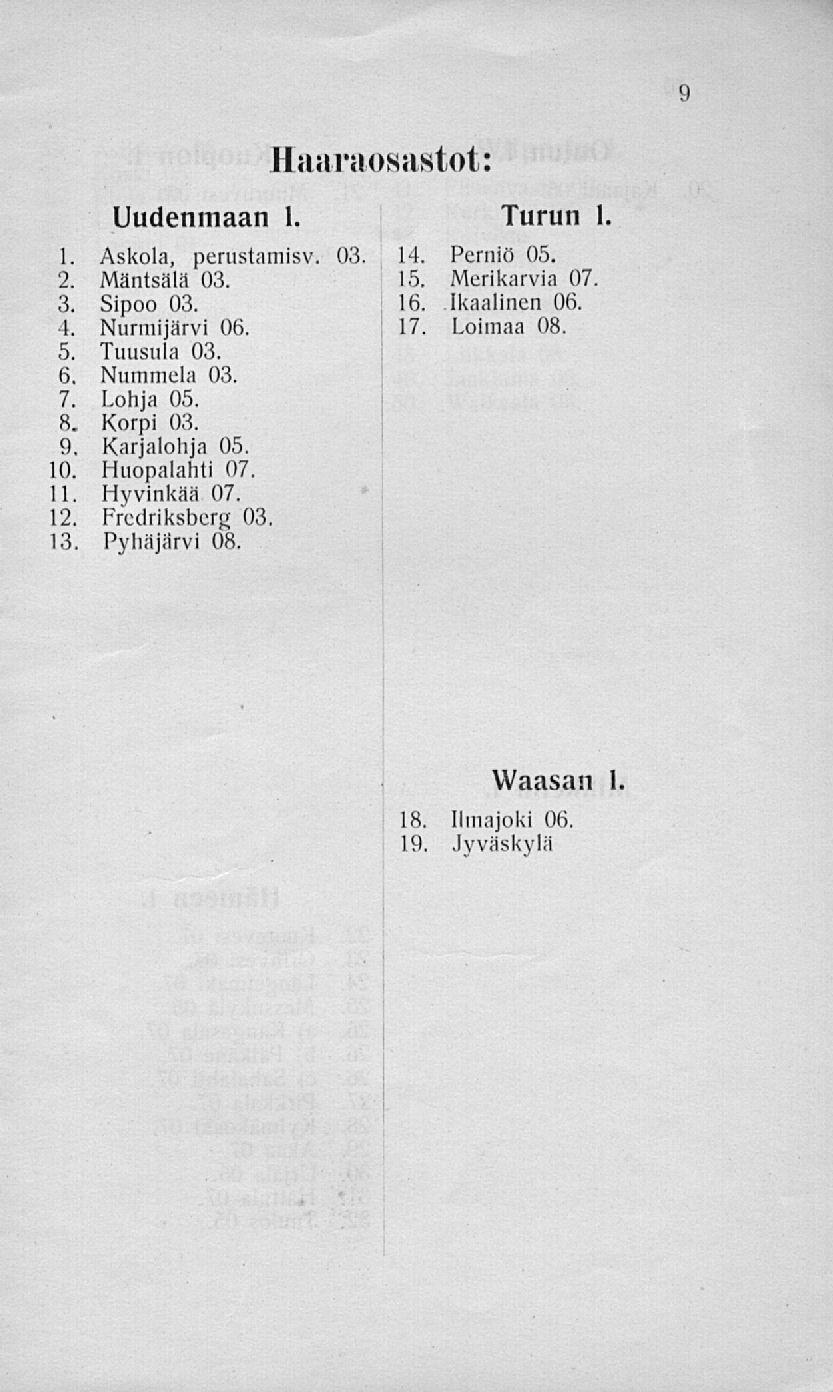 9
Haaraosastot:
Uudenmaan l.
1. Askola, perustamisv. 03.
2. Mäntsälä 03.
3. Sipoo 03.
4. Nurmijärvi 06.
5. Tuusula 03.
6. Nummela 03.
7. Lohja 05.
8. Korpi 03.
9. Karjalohja 05.
10. Huopalahti 07.
11. Hyvinkää 07.
12. Fredriksberg 03.
13. Pyhäjärvi 08.
Turun l.
14. Perniö 05.
15. Merikarvia 07.
16. Ikaalinen 06.
17. Loimaa 08.
Waasan l.
18. Ilmajoki 06.
19. Jyväskylä